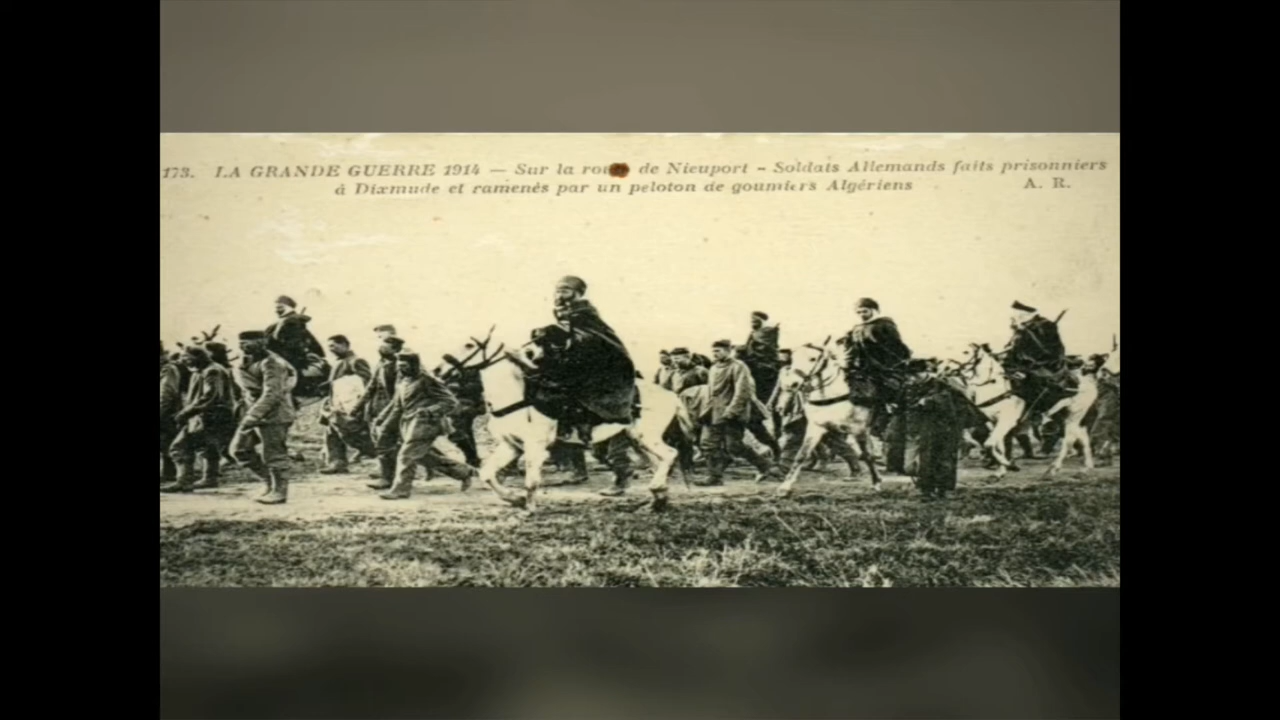 173. LA GRANDE GUERRE 1914 — Sur la route de Nieuport - Soldats Allemands faits prisonniers
à Dixmude et ramenés par un peloton de goumiers Algériens A. R.